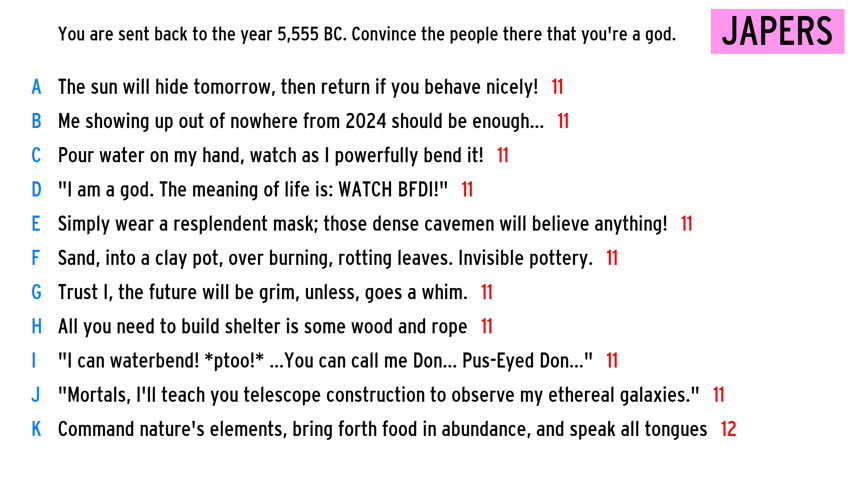 You are sent back to the year 5,555 BC. Convince the people there that you're a god.
JAPERS
A The sun will hide tomorrow, then return if you behave nicely! 11
B Me showing up out of nowhere from 2024 should be enough... 11
C Pour water on my hand, watch as I powerfully bend it! 11
D "I am a god. The meaning of life is: WATCH BFDI!" 11
E Simply wear a resplendent mask; those dense cavemen will believe anything! 11
F Sand, into a clay pot, over burning, rotting leaves. Invisible pottery. 11
G Trust I, the future will be grim, unless, goes a whim. 11
H All you need to build shelter is some wood and rope 11
I "I can waterbend! *ptoo!* ...You can call me Don... Pus-Eyed Don..." 11
J "Mortals, I'll teach you telescope construction to observe my ethereal galaxies." 11
K Command nature's elements, bring forth food in abundance, and speak all tongues 12